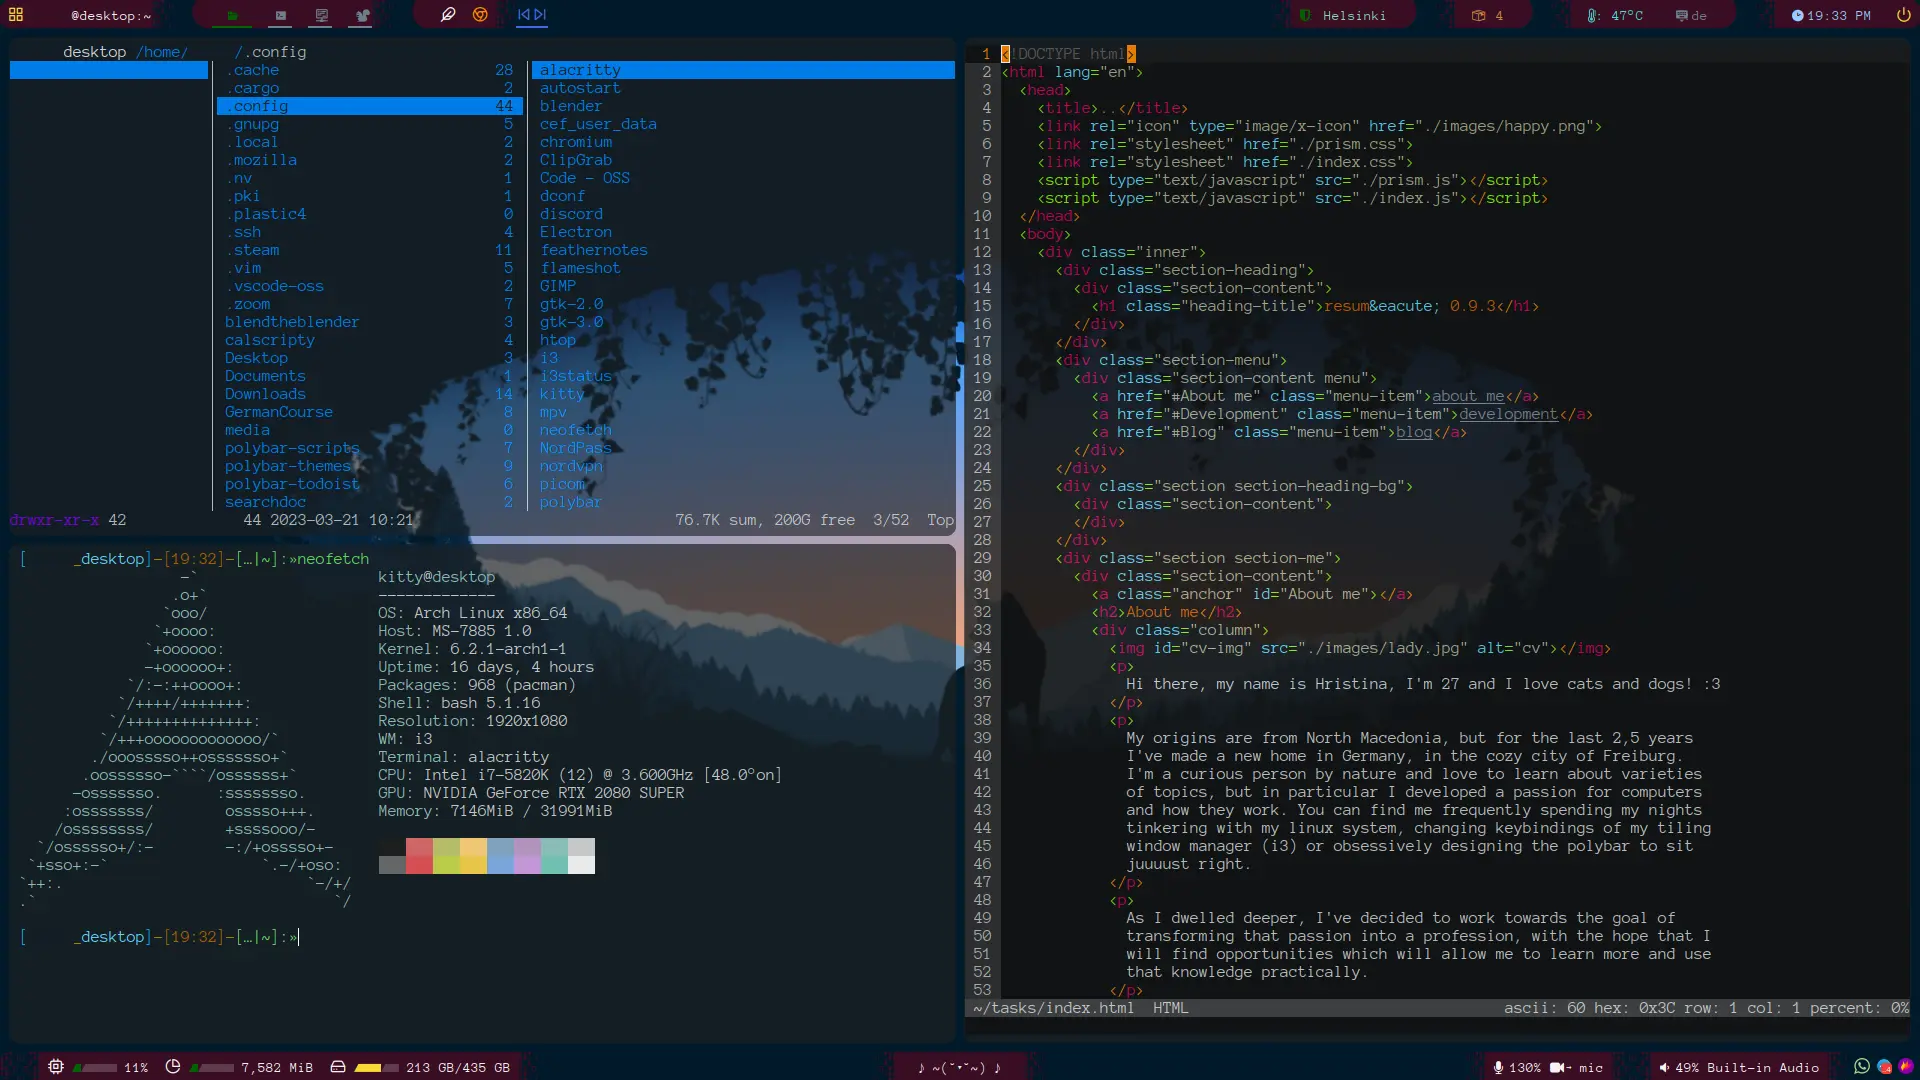 @desktop:~
Helsinki
4
47°C
de
19:33 PM
desktop /home/ /.config
.cache 28
.cargo 2
.config 44
.gnupg 5
.local 2
.mozilla 2
.nv 1
.pki 1
.plastic4 0
.ssh 4
.steam 11
.vim 5
.vscode-oss 2
.zoom 7
blendtheblender 3
calscripty 4
Desktop 3
Documents 1
Downloads 14
GermanCourse 8
media 0
polybar-scripts 7
polybar-themes 9
polybar-todoist 6
searchdoc 2
alacritty
autostart
blender
cef_user_data
chromium
ClipGrab
Code - OSS
dconf
discord
Electron
feathernotes
flameshot
GIMP
gtk-2.0
gtk-3.0
htop
i3
i3status
kitty
mpv
neofetch
NordPass
nordvpn
picom
polybar
drwxr-xr-x 42 44 2023-03-21 10:21 76.7K sum, 200G free 3/52 Top
[ _desktop]-[19:32]-[…|~]:»neofetch
-`
.o+`
`ooo/
`+oooo:
`+oooooo:
-+oooooo+:
`/:-:++oooo+:
`/++++/+++++++:
`/++++++++++++++:
`/+++ooooooooooooo/`
./ooosssso++osssssso+`
.oossssso-````/ossssss+`
-osssssso. :ssssssso.
:osssssss/ osssso+++.
/ossssssss/ +ssssooo/-
`/ossssso+/:- -:/+osssso+-
`+sso+:-` `.-/+oso:
`++:. `-/+/
.` `/
kitty@desktop
-------------
OS: Arch Linux x86_64
Host: MS-7885 1.0
Kernel: 6.2.1-arch1-1
Uptime: 16 days, 4 hours
Packages: 968 (pacman)
Shell: bash 5.1.16
Resolution: 1920x1080
WM: i3
Terminal: alacritty
CPU: Intel i7-5820K (12) @ 3.600GHz [48.0°on]
GPU: NVIDIA GeForce RTX 2080 SUPER
Memory: 7146MiB / 31991MiB
[ _desktop]-[19:32]-[…|~]:»
1 <!DOCTYPE html>
2 <html lang="en">
3 <head>
4 <title>..</title>
5 <link rel="icon" type="image/x-icon" href="./images/happy.png">
6 <link rel="stylesheet" href="./prism.css">
7 <link rel="stylesheet" href="./index.css">
8 <script type="text/javascript" src="./prism.js"></script>
9 <script type="text/javascript" src="./index.js"></script>
10 </head>
11 <body>
12 <div class="inner">
13 <div class="section-heading">
14 <div class="section-content">
15 <h1 class="heading-title">resum&eacute; 0.9.3</h1>
16 </div>
17 </div>
18 <div class="section-menu">
19 <div class="section-content menu">
20 <a href="#About me" class="menu-item">about me</a>
21 <a href="#Development" class="menu-item">development</a>
22 <a href="#Blog" class="menu-item">blog</a>
23 </div>
24 </div>
25 <div class="section section-heading-bg">
26 <div class="section-content">
27 </div>
28 </div>
29 <div class="section section-me">
30 <div class="section-content">
31 <a class="anchor" id="About me"></a>
32 <h2>About me</h2>
33 <div class="column">
34 <img id="cv-img" src="./images/lady.jpg" alt="cv"></img>
35 <p>
36 Hi there, my name is Hristina, I'm 27 and I love cats and dogs! :3
37 </p>
38 <p>
39 My origins are from North Macedonia, but for the last 2,5 years
40 I've made a new home in Germany, in the cozy city of Freiburg.
41 I'm a curious person by nature and love to learn about varieties
42 of topics, but in particular I developed a passion for computers
43 and how they work. You can find me frequently spending my nights
44 tinkering with my linux system, changing keybindings of my tiling
45 window manager (i3) or obsessively designing the polybar to sit
46 juuuust right.
47 </p>
48 <p>
49 As I dwelled deeper, I've decided to work towards the goal of
50 transforming that passion into a profession, with the hope that I
51 will find opportunities which will allow me to learn more and use
52 that knowledge practically.
53 </p>
~/tasks/index.html HTML ascii: 60 hex: 0x3C row: 1 col: 1 percent: 0%
11%
7,582 MiB
213 GB/435 GB
♪ ~(˘▾˘~) ♪
130%
mic
49% Built-in Audio